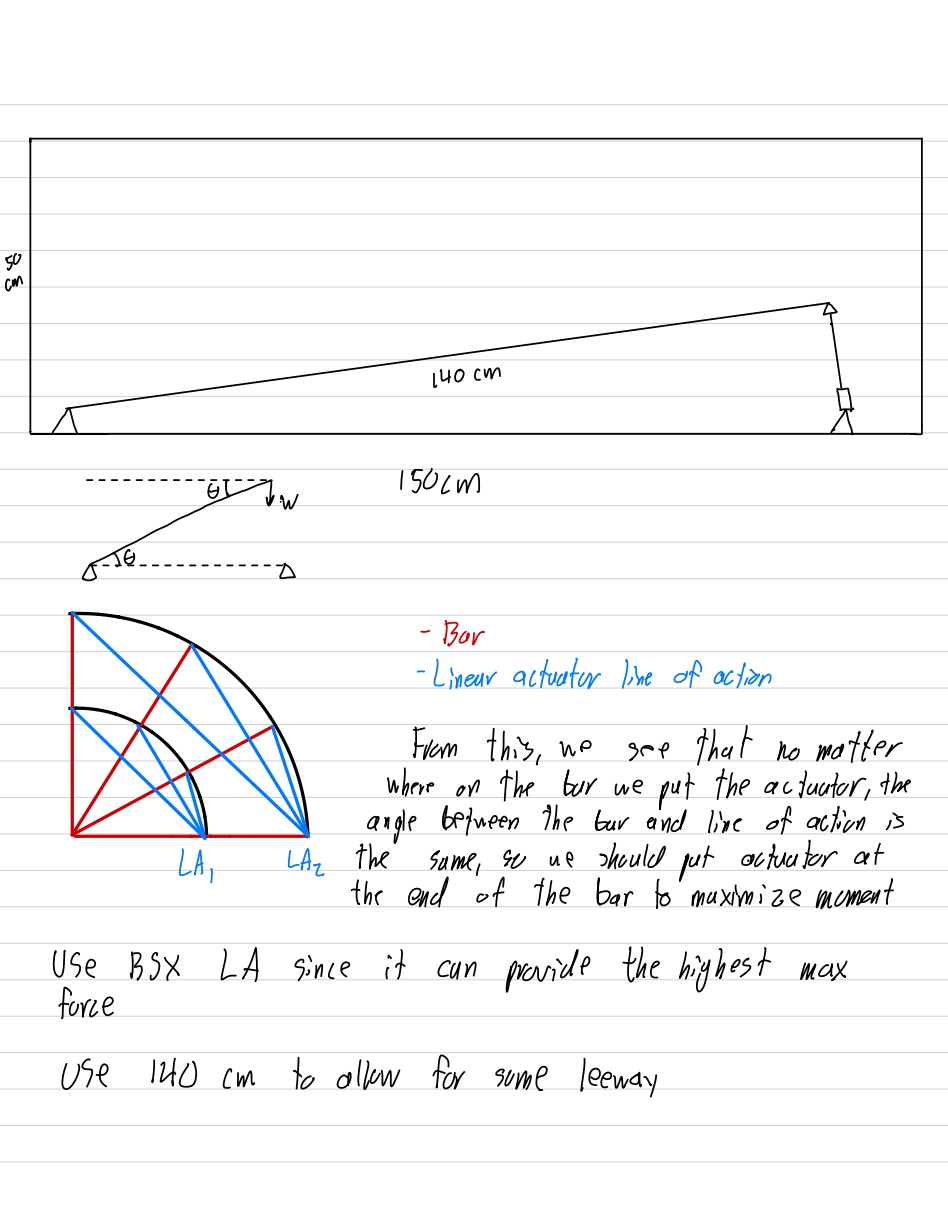 50
cm
140 cm
150cm
θ
W
θ
- Bar
- Linear actuator line of action
From this, we see that no matter
where on the bar we put the actuator, the
angle between the bar and line of action is
the same, so we should put actuator at
the end of the bar to maximize moment
LA1
LA2
Use BSX LA since it can provide the highest max
force
Use 140 cm to allow for some leeway